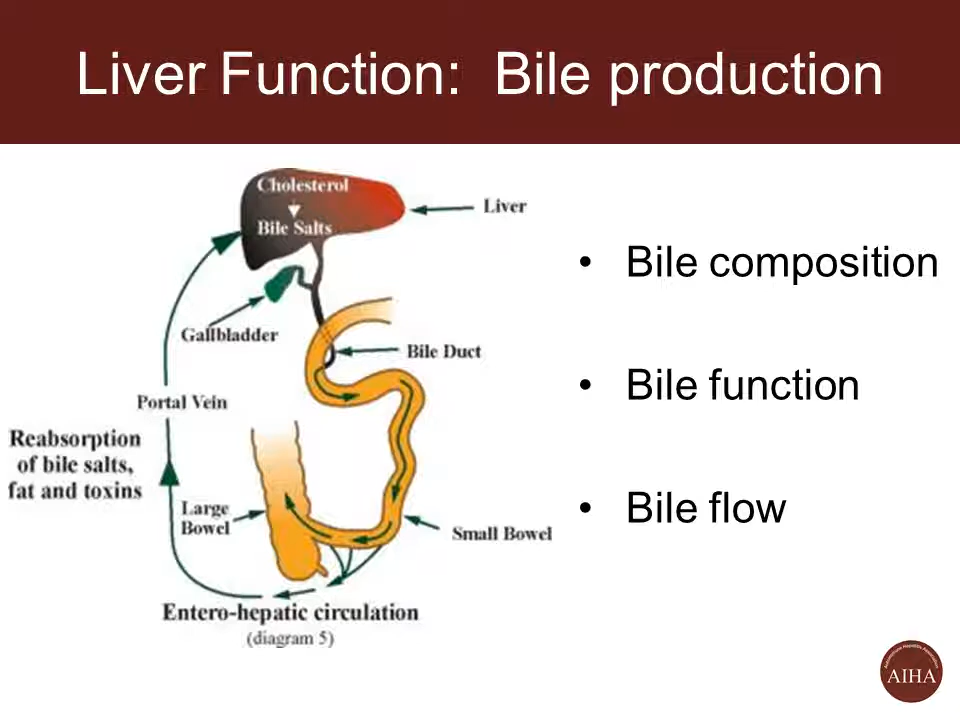 Liver Function: Bile production
Cholesterol
Bile Salts
Liver
Gallbladder
Bile Duct
Portal Vein
Reabsorption
of bile salts,
fat and toxins
Large
Bowel
Small Bowel
Entero-hepatic circulation
(diagram 5)
• Bile composition
• Bile function
• Bile flow
AIHA